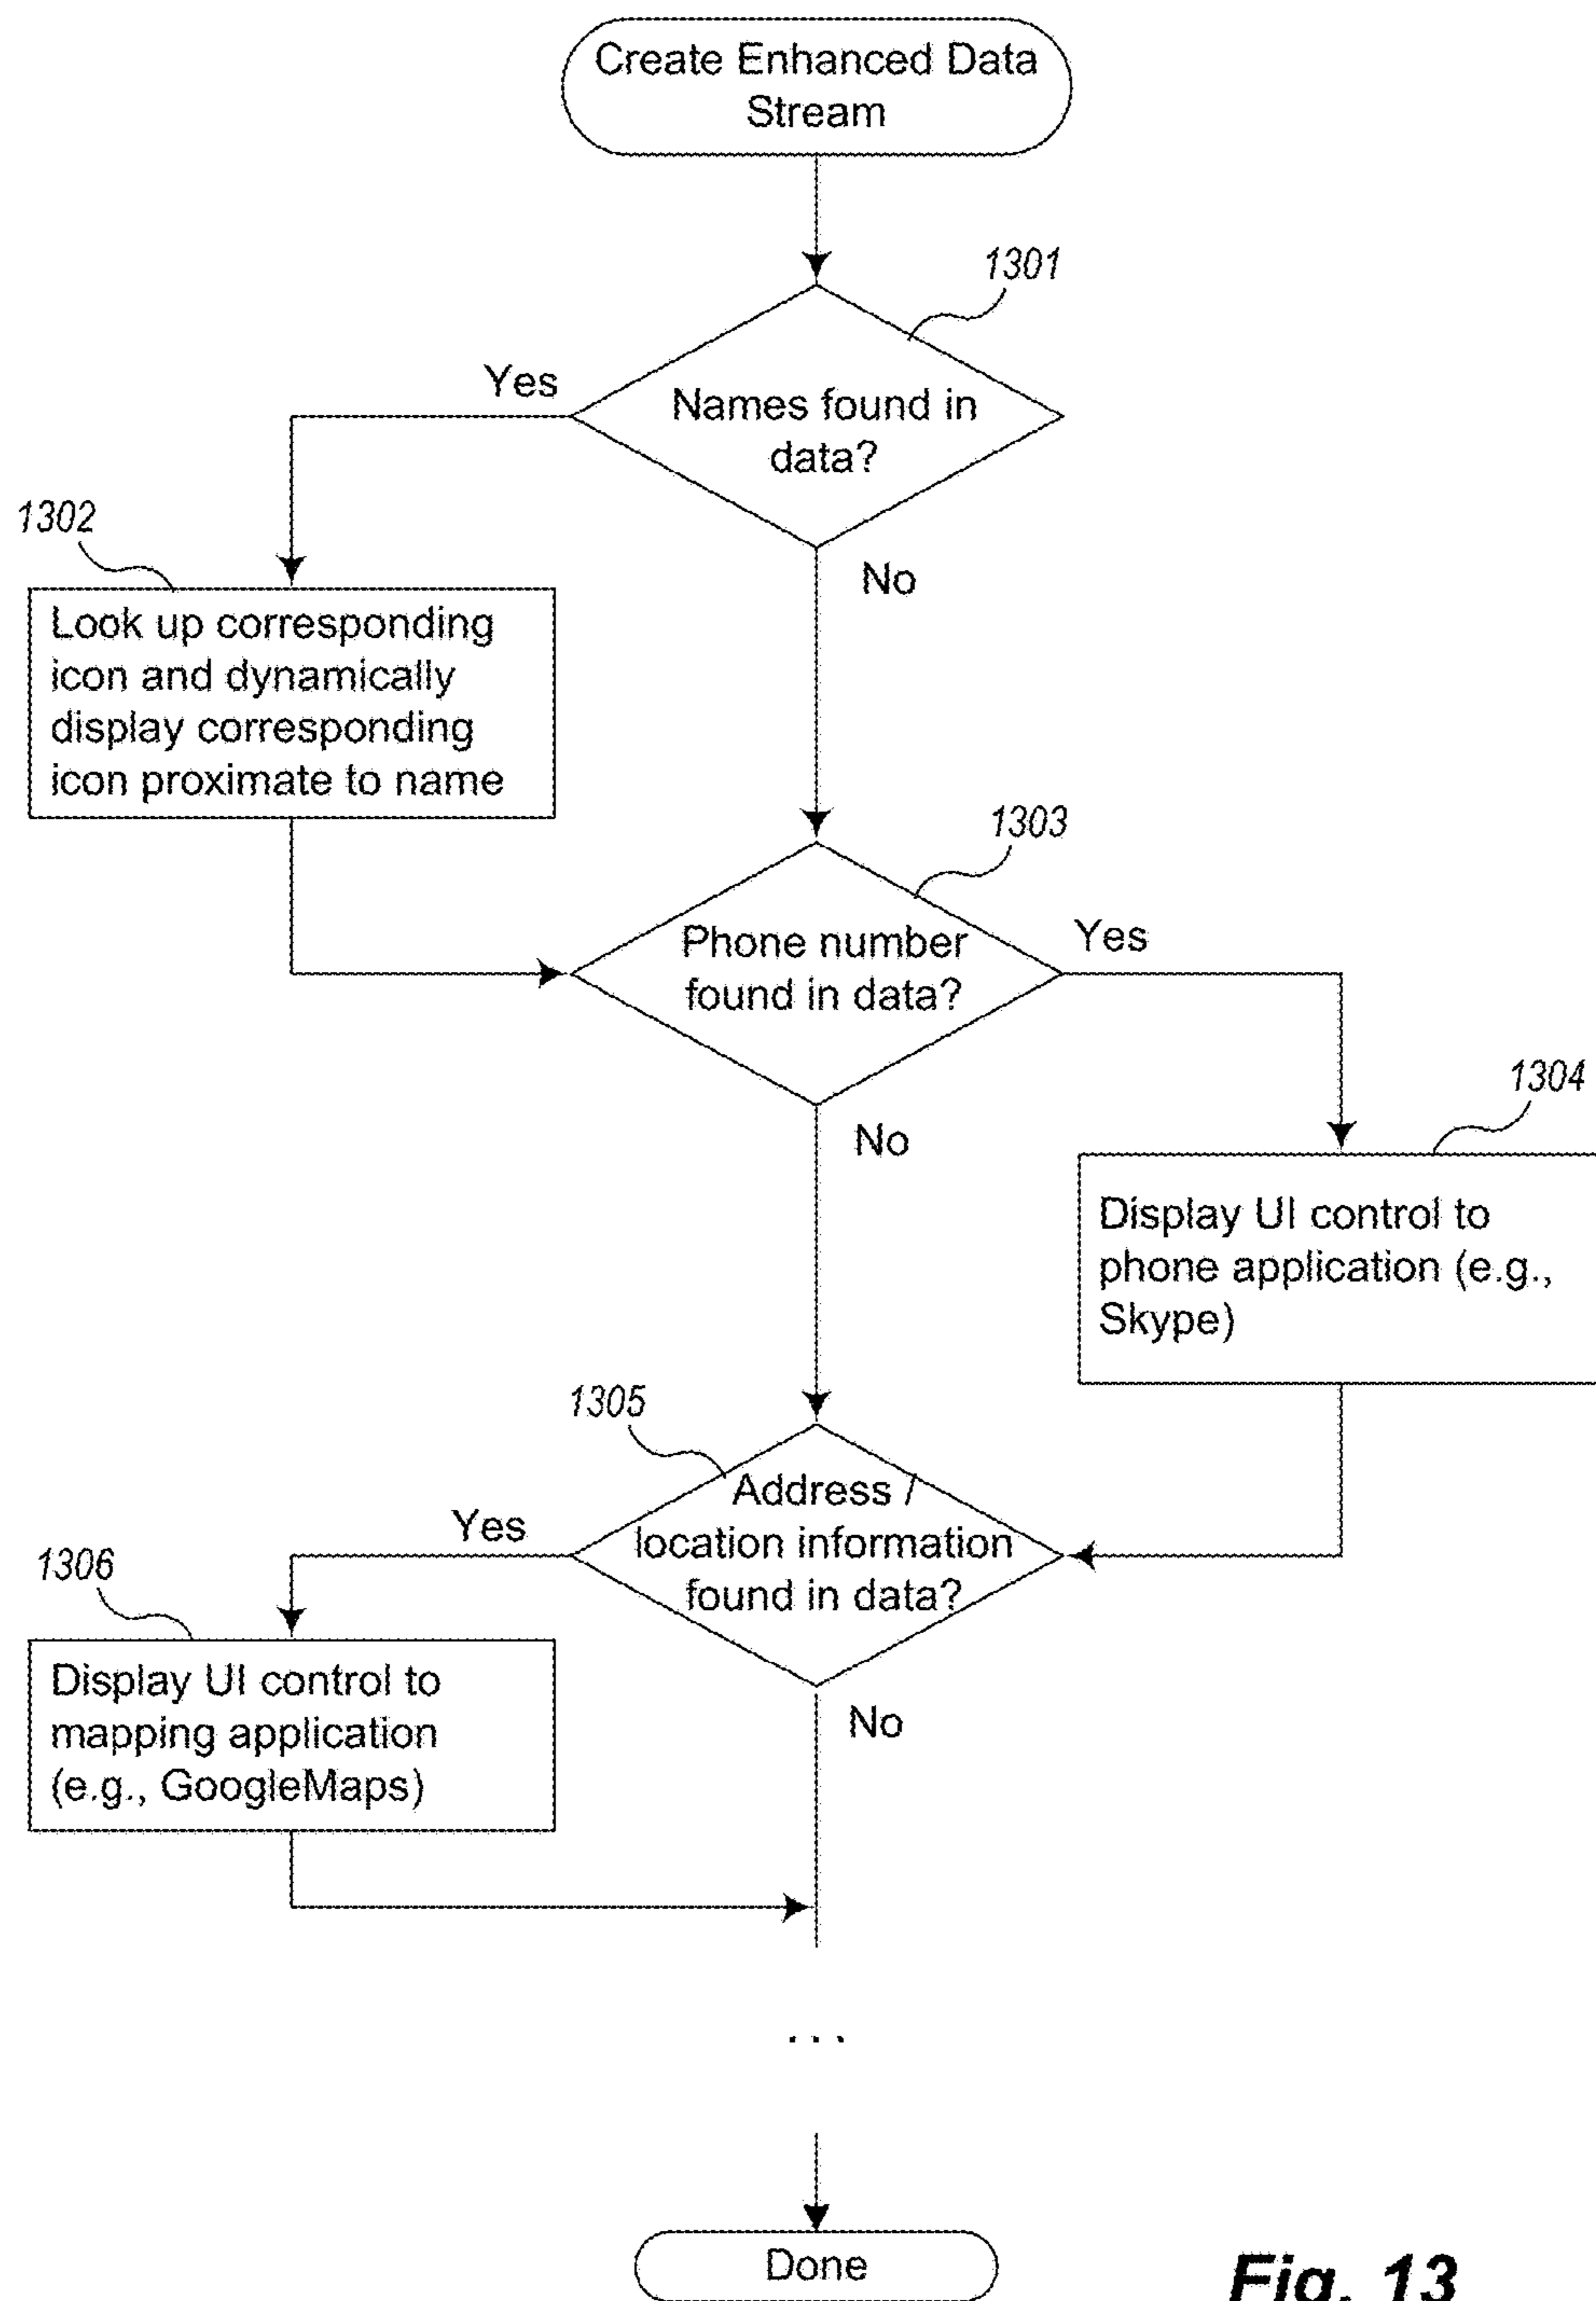 Create Enhanced Data
Stream
1301
Yes
Names found in
data?
1302
No
Look up corresponding
icon and dynamically
display corresponding
icon proximate to name
1303
Phone number
found in data?
Yes
1304
No
Display UI control to
phone application (e.g.,
Skype)
1305
Address /
location information
found in data?
Yes
1306
Display UI control to
mapping application
(e.g., GoogleMaps)
No
...
Done
Fig. 13